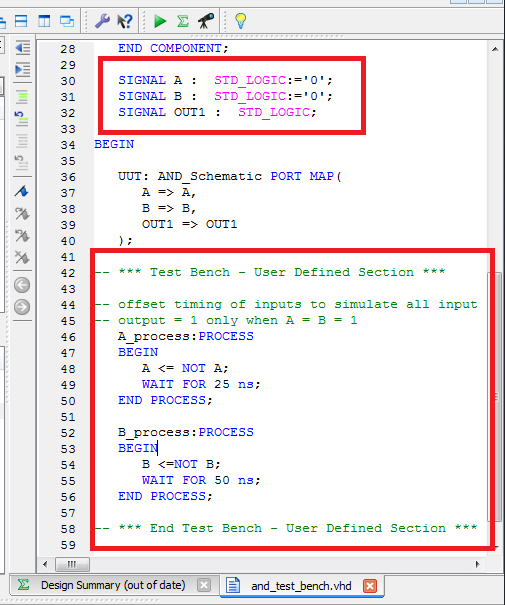 28 END COMPONENT;
29
30 SIGNAL A : STD_LOGIC:='0';
31 SIGNAL B : STD_LOGIC:='0';
32 SIGNAL OUT1 : STD_LOGIC;
33
34 BEGIN
35
36 UUT: AND_Schematic PORT MAP(
37 A => A,
38 B => B,
39 OUT1 => OUT1
40 );
41
42 -- *** Test Bench - User Defined Section ***
43
44 -- offset timing of inputs to simulate all input
45 -- output = 1 only when A = B = 1
46 A_process:PROCESS
47 BEGIN
48 A <= NOT A;
49 WAIT FOR 25 ns;
50 END PROCESS;
51
52 B_process:PROCESS
53 BEGIN
54 B <=NOT B;
55 WAIT FOR 50 ns;
56 END PROCESS;
57
58 -- *** End Test Bench - User Defined Section ***
59
Design Summary (out of date) and_test_bench.vhd